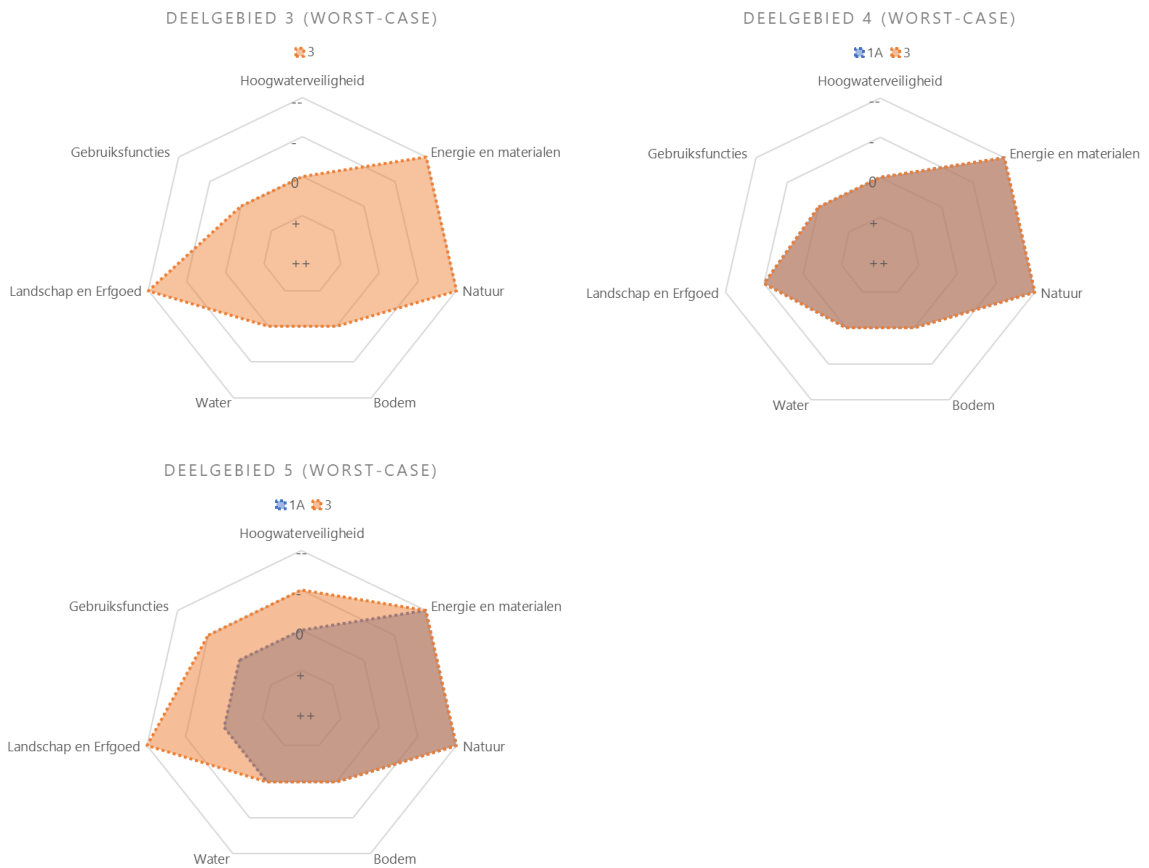 DEELGEBIED 3 (WORST-CASE)
3
Hoogwaterveiligheid
--
-
0
+
++
Energie en materialen
Natuur
Bodem
Water
Landschap en Erfgoed
Gebruiksfuncties
DEELGEBIED 4 (WORST-CASE)
1A 3
Hoogwaterveiligheid
--
-
0
+
++
Energie en materialen
Natuur
Bodem
Water
Landschap en Erfgoed
Gebruiksfuncties
DEELGEBIED 5 (WORST-CASE)
1A 3
Hoogwaterveiligheid
--
-
0
+
++
Energie en materialen
Natuur
Bodem
Water
Landschap en Erfgoed
Gebruiksfuncties